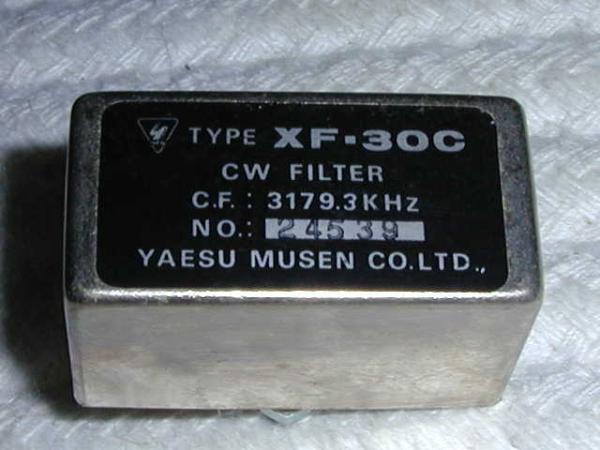 TYPE XF-30C
CW FILTER
C.F.: 3179.3KHz
NO.: 24539
YAESU MUSEN CO.LTD.,